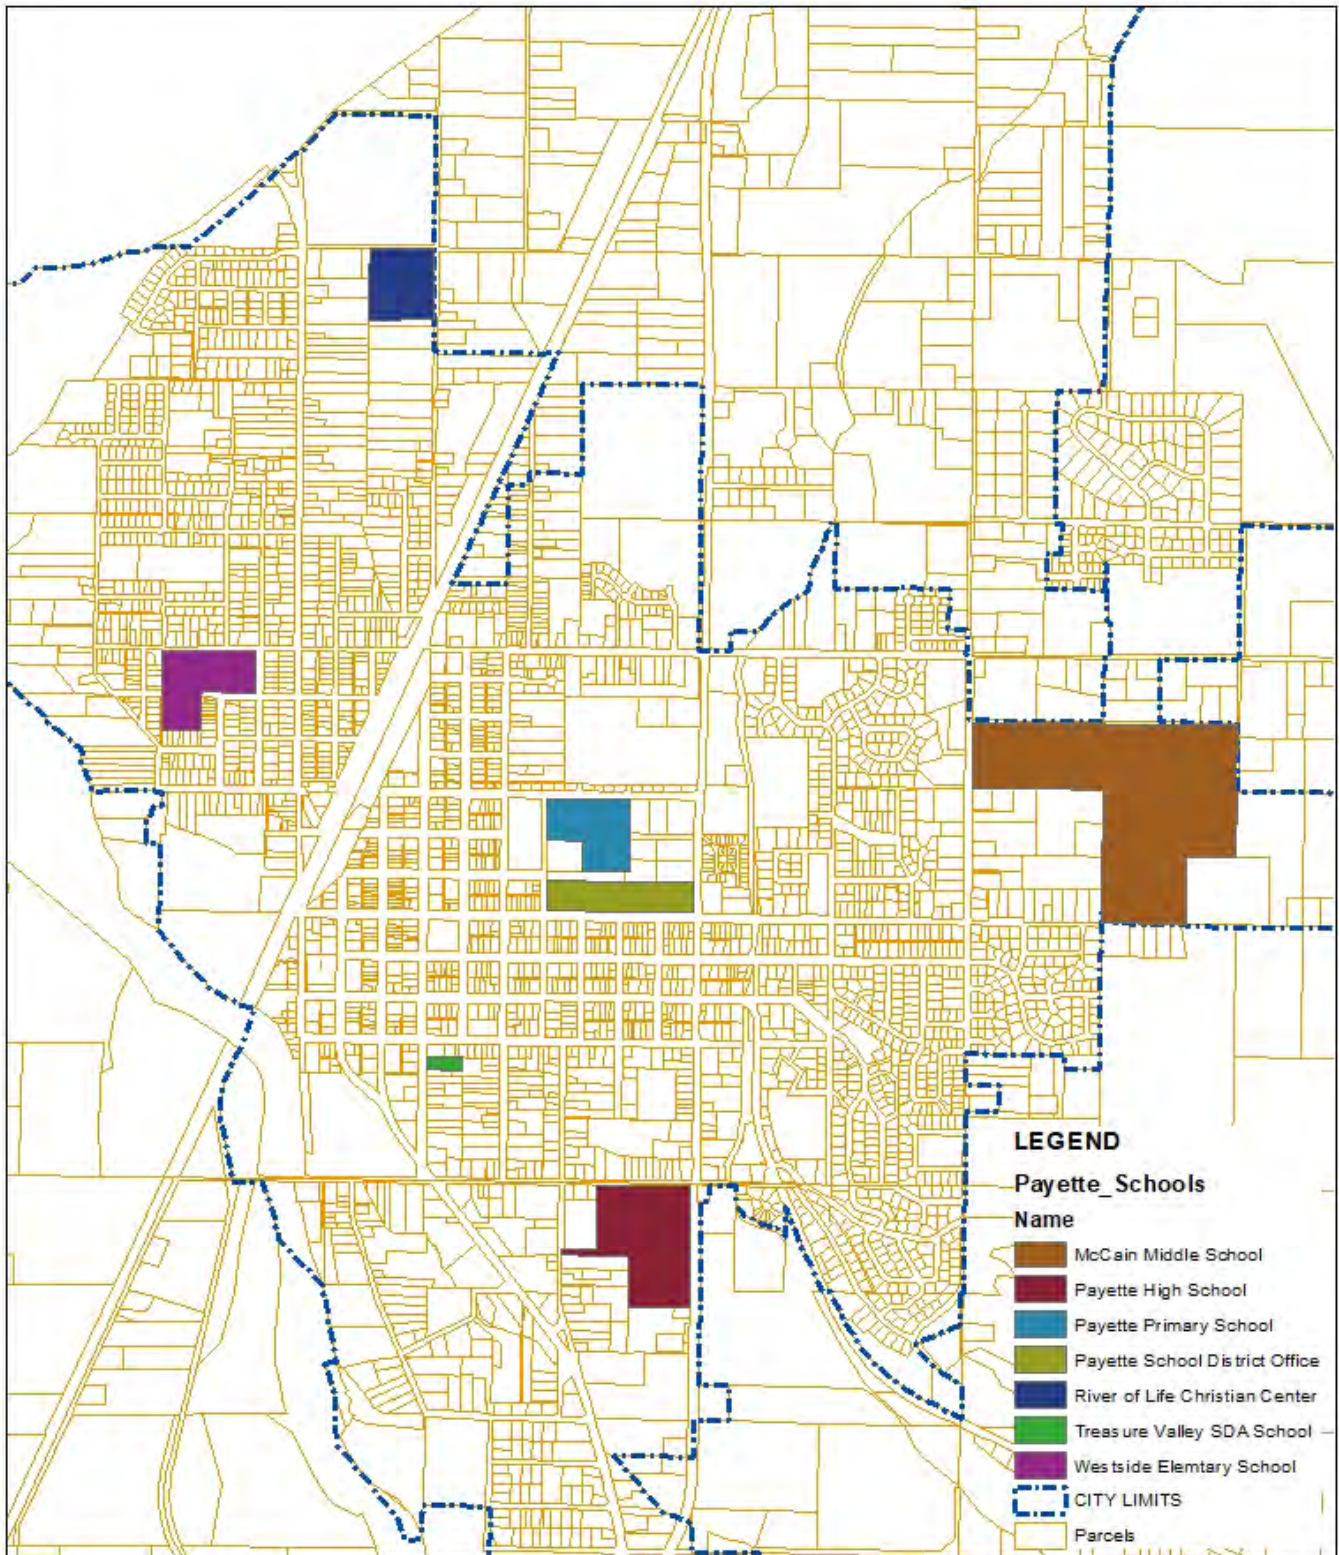 LEGEND
Payette_Schools
Name
McCain Middle School
Payette High School
Payette Primary School
Payette School District Office
River of Life Christian Center
Treasure Valley SDA School
Westside Elemtary School
CITY LIMITS
Parcels